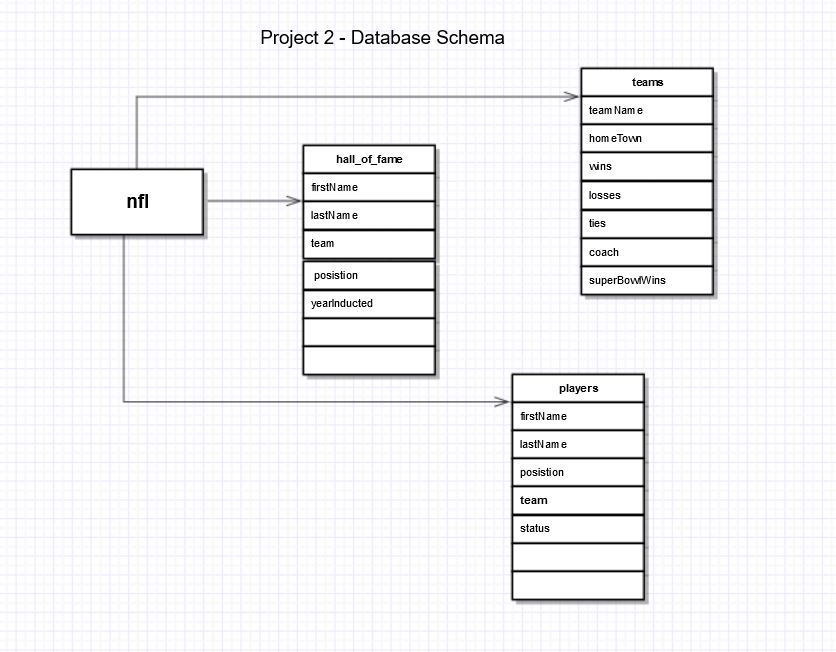 Project 2 - Database Schema
nfl
hall_of_fame
firstName
lastName
team
posistion
yearInducted
teams
teamName
homeTown
wins
losses
ties
coach
superBowlWins
players
firstName
lastName
posistion
team
status